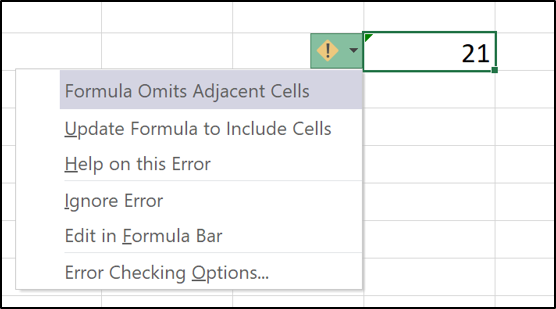 21
Formula Omits Adjacent Cells
Update Formula to Include Cells
Help on this Error
Ignore Error
Edit in Formula Bar
Error Checking Options...